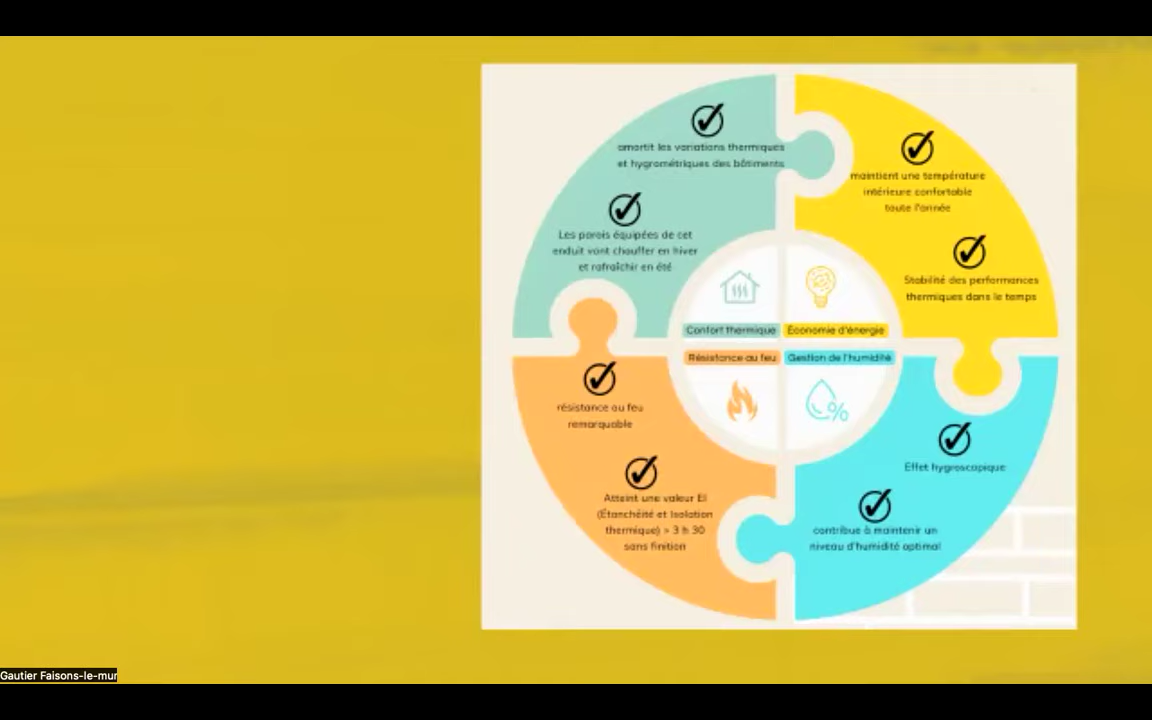 amortit les variations thermiques
et hygrométriques des bâtiments
Les parois équipées de cet
enduit vont chauffer en hiver
et rafraîchir en été
maintient une température
intérieure confortable
toute l'année
Stabilité des performances
thermiques dans le temps
Confort thermique
Économie d'énergie
Résistance au feu
Gestion de l'humidité
%
résistance au feu
remarquable
Atteint une valeur EI
(Étanchéité et Isolation
thermique) > 3 h 30
sans finition
Effet hygroscopique
contribue à maintenir un
niveau d'humidité optimal
Gautier Faisons-le-mur